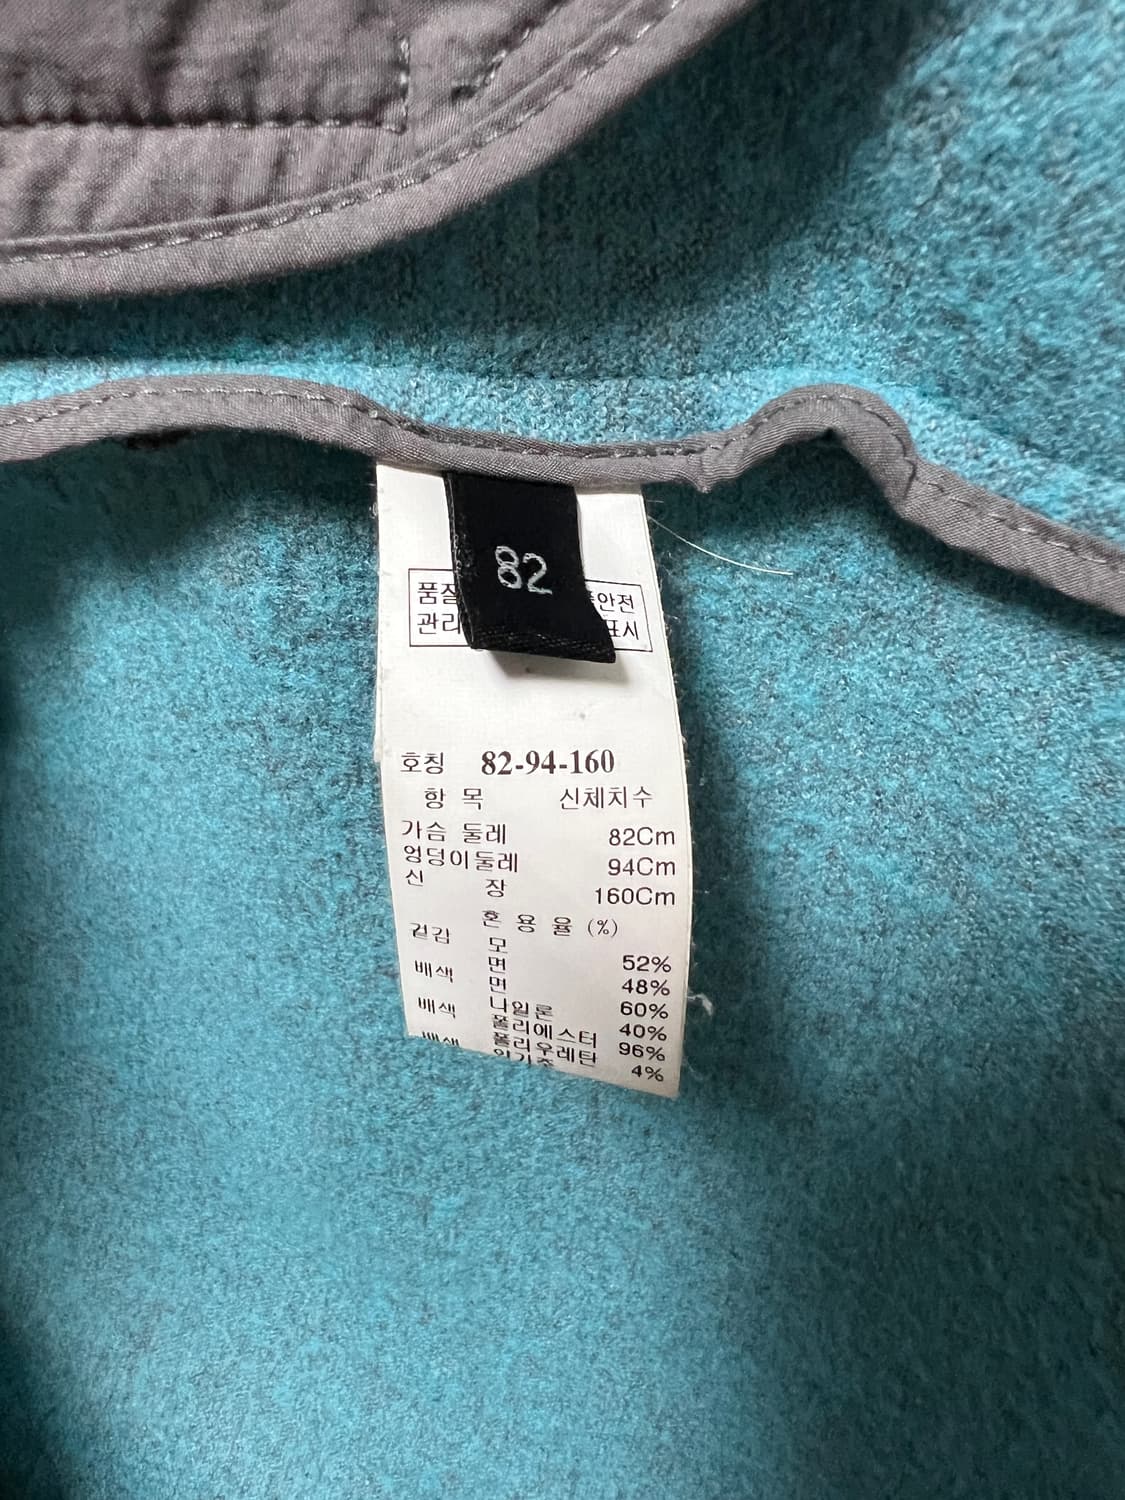 82
품질
안전
관리
표시
호칭 82-94-160
항 목 신체치수
가슴 둘레 82Cm
엉덩이둘레 94Cm
신 장 160Cm
혼 용 율 (%)
겉감 모 52%
면 48%
배색 면 60%
나일론 40%
배색 폴리에스터 96%
폴리우레탄 4%
배색